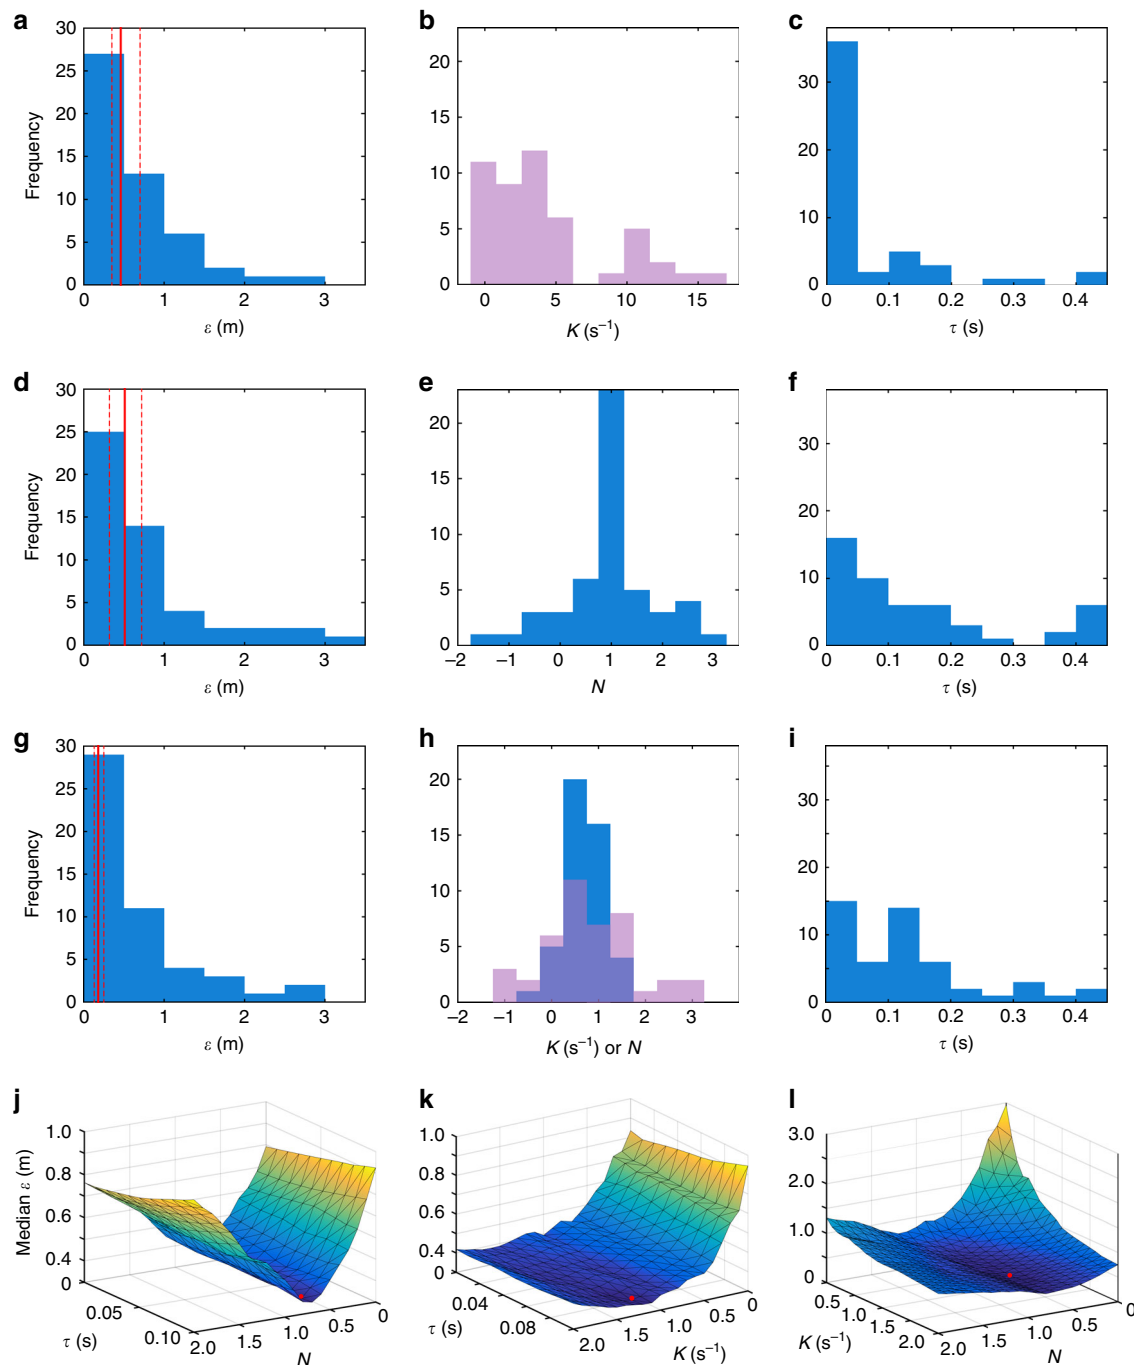 a
b
c
30
25
20
15
10
5
0
Frequency
0 1 2 3
ε (m)
20
15
10
5
0
0 5 10 15
K (s⁻¹)
30
20
10
0
0.1 0.2 0.3 0.4
τ (s)
d
e
f
30
25
20
15
10
5
0
Frequency
0 1 2 3
ε (m)
20
15
10
5
0
–2 –1 0 1 2 3
N
30
20
10
0
0 0.1 0.2 0.3 0.4
τ (s)
g
h
i
30
25
20
15
10
5
0
Frequency
0 1 2 3
ε (m)
20
15
10
5
0
–2 –1 0 1 2 3
K (s⁻¹) or N
30
20
10
0
0 0.1 0.2 0.3 0.4
τ (s)
j
k
l
1.0
0.8
0.6
0.4
0
Median ε (m)
0.05
0.10
τ (s)
2.0 1.5 1.0 0.5 0
N
1.0
0.8
0.6
0.4
0
0.04
0.08
τ (s)
2.0 1.5 1.0 0.5 0
K (s⁻¹)
3.0
2.0
1.0
0
0.5
1.0
1.5
2.0
K (s⁻¹)
2.0 1.5 1.0 0.5 0
N